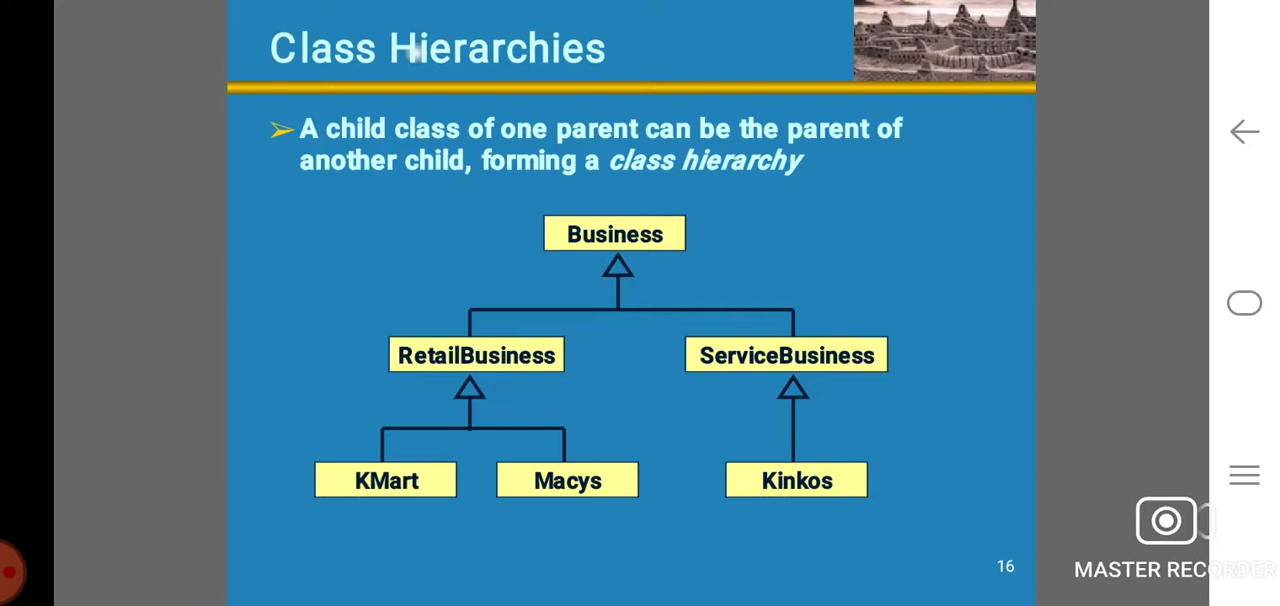 Class Hierarchies
➢ A child class of one parent can be the parent of
another child, forming a class hierarchy
Business
RetailBusiness ServiceBusiness
KMart Macys Kinkos
16
MASTER RECORDER